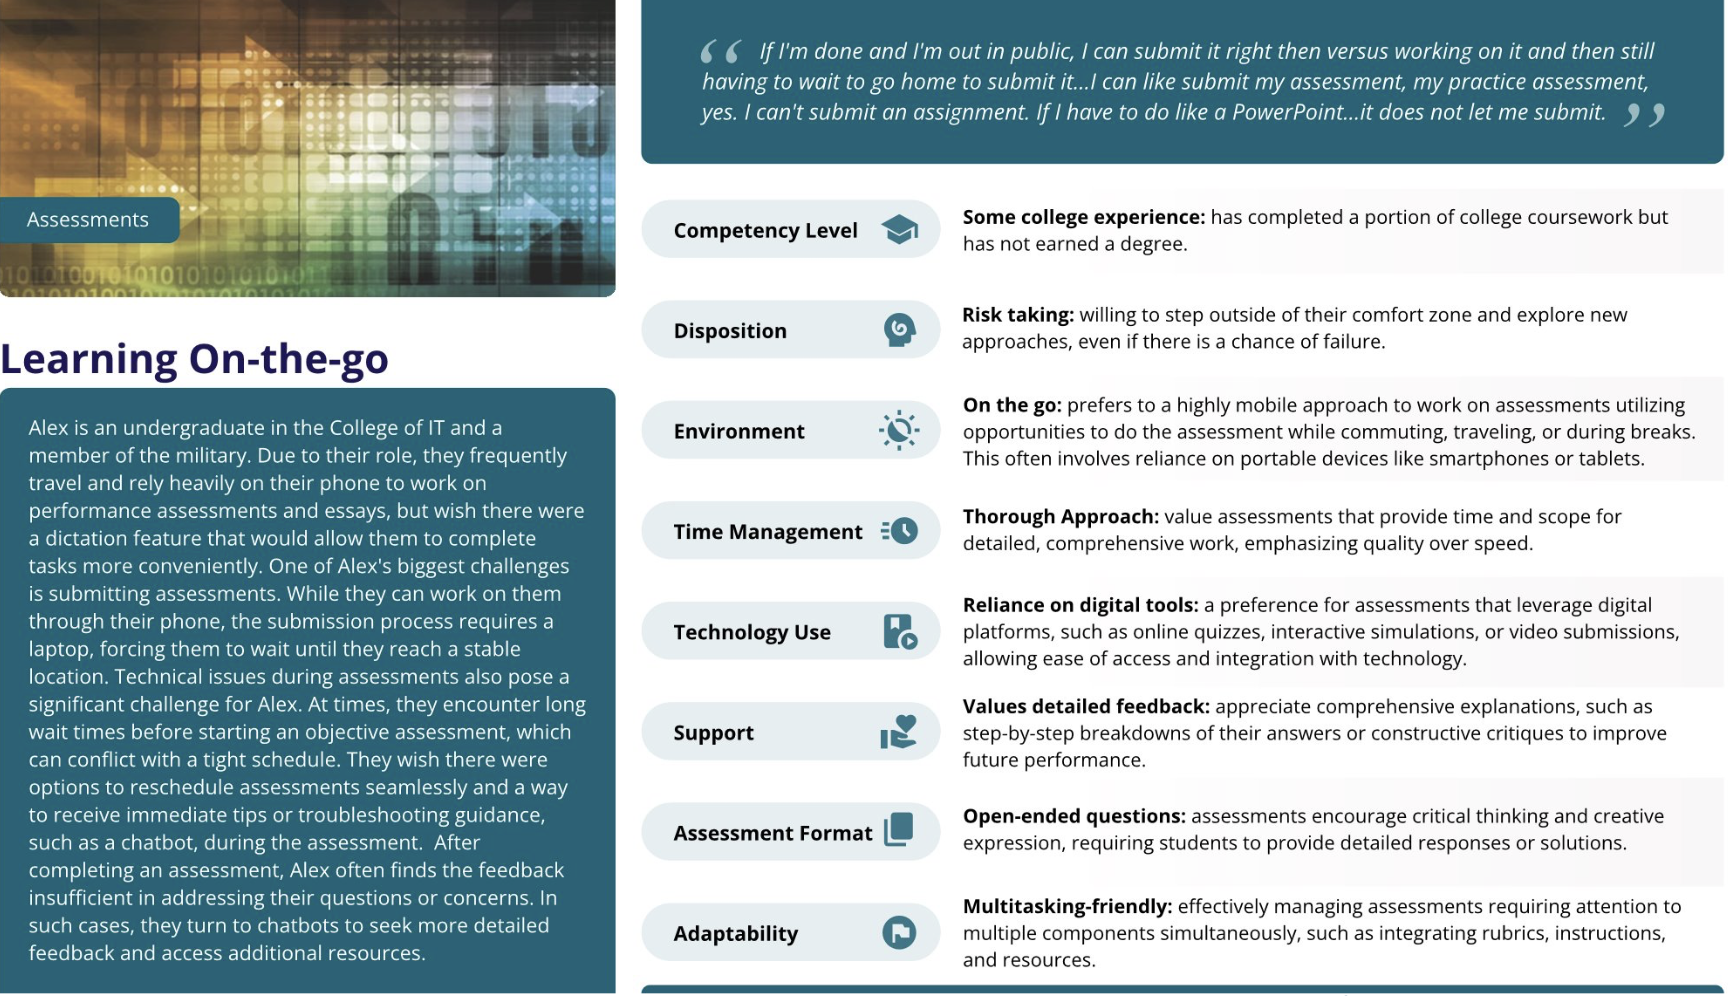 Assessments
Learning On-the-go
Alex is an undergraduate in the College of IT and a
member of the military. Due to their role, they frequently
travel and rely heavily on their phone to work on
performance assessments and essays, but wish there were
a dictation feature that would allow them to complete
tasks more conveniently. One of Alex's biggest challenges
is submitting assessments. While they can work on them
through their phone, the submission process requires a
laptop, forcing them to wait until they reach a stable
location. Technical issues during assessments also pose a
significant challenge for Alex. At times, they encounter long
wait times before starting an objective assessment, which
can conflict with a tight schedule. They wish there were
options to reschedule assessments seamlessly and a way
to receive immediate tips or troubleshooting guidance,
such as a chatbot, during the assessment.  After
completing an assessment, Alex often finds the feedback
insufficient in addressing their questions or concerns. In
such cases, they turn to chatbots to seek more detailed
feedback and access additional resources.
“ If I'm done and I'm out in public, I can submit it right then versus working on it and then still
having to wait to go home to submit it...I can like submit my assessment, my practice assessment,
yes. I can't submit an assignment. If I have to do like a PowerPoint...it does not let me submit. ”
Competency Level
Some college experience: has completed a portion of college coursework but
has not earned a degree.
Disposition
Risk taking: willing to step outside of their comfort zone and explore new
approaches, even if there is a chance of failure.
Environment
On the go: prefers to a highly mobile approach to work on assessments utilizing
opportunities to do the assessment while commuting, traveling, or during breaks.
This often involves reliance on portable devices like smartphones or tablets.
Time Management
Thorough Approach: value assessments that provide time and scope for
detailed, comprehensive work, emphasizing quality over speed.
Technology Use
Reliance on digital tools: a preference for assessments that leverage digital
platforms, such as online quizzes, interactive simulations, or video submissions,
allowing ease of access and integration with technology.
Support
Values detailed feedback: appreciate comprehensive explanations, such as
step-by-step breakdowns of their answers or constructive critiques to improve
future performance.
Assessment Format
Open-ended questions: assessments encourage critical thinking and creative
expression, requiring students to provide detailed responses or solutions.
Adaptability
Multitasking-friendly: effectively managing assessments requiring attention to
multiple components simultaneously, such as integrating rubrics, instructions,
and resources.